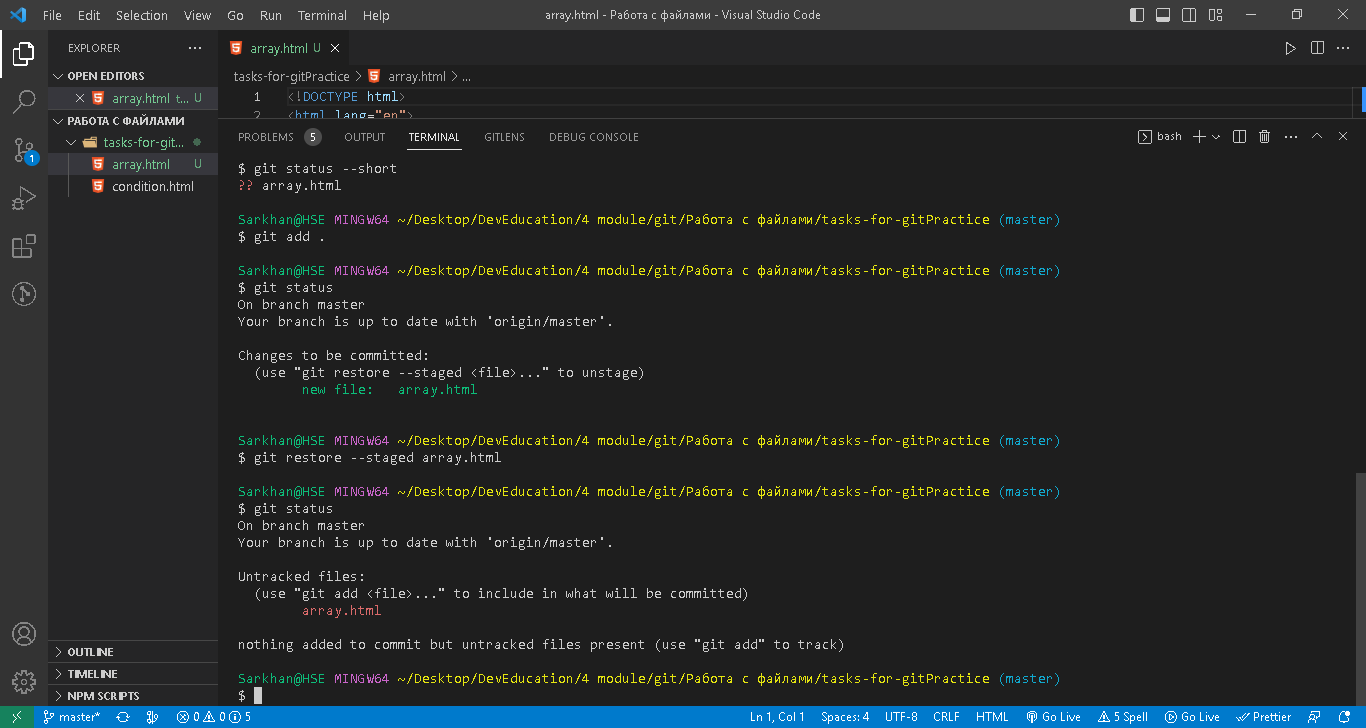 File Edit Selection View Go Run Terminal Help array.html - Работа с файлами - Visual Studio Code
EXPLORER ...
OPEN EDITORS
array.html t... U
РАБОТА С ФАЙЛАМИ
tasks-for-git...
array.html U
condition.html
OUTLINE
TIMELINE
NPM SCRIPTS
1
array.html U
tasks-for-gitPractice > array.html > ...
1 <!DOCTYPE html>
2 <html lang="en">
PROBLEMS 5 OUTPUT TERMINAL GITLENS DEBUG CONSOLE bash
$ git status --short
?? array.html
Sarkhan@HSE MINGW64 ~/Desktop/DevEducation/4 module/git/Работа с файлами/tasks-for-gitPractice (master)
$ git add .
Sarkhan@HSE MINGW64 ~/Desktop/DevEducation/4 module/git/Работа с файлами/tasks-for-gitPractice (master)
$ git status
On branch master
Your branch is up to date with 'origin/master'.
Changes to be committed:
(use "git restore --staged <file>..." to unstage)
new file: array.html
Sarkhan@HSE MINGW64 ~/Desktop/DevEducation/4 module/git/Работа с файлами/tasks-for-gitPractice (master)
$ git restore --staged array.html
Sarkhan@HSE MINGW64 ~/Desktop/DevEducation/4 module/git/Работа с файлами/tasks-for-gitPractice (master)
$ git status
On branch master
Your branch is up to date with 'origin/master'.
Untracked files:
(use "git add <file>..." to include in what will be committed)
array.html
nothing added to commit but untracked files present (use "git add" to track)
Sarkhan@HSE MINGW64 ~/Desktop/DevEducation/4 module/git/Работа с файлами/tasks-for-gitPractice (master)
$
master* 0 0 5 Ln 1, Col 1 Spaces: 4 UTF-8 CRLF HTML Go Live 5 Spell Go Live Prettier